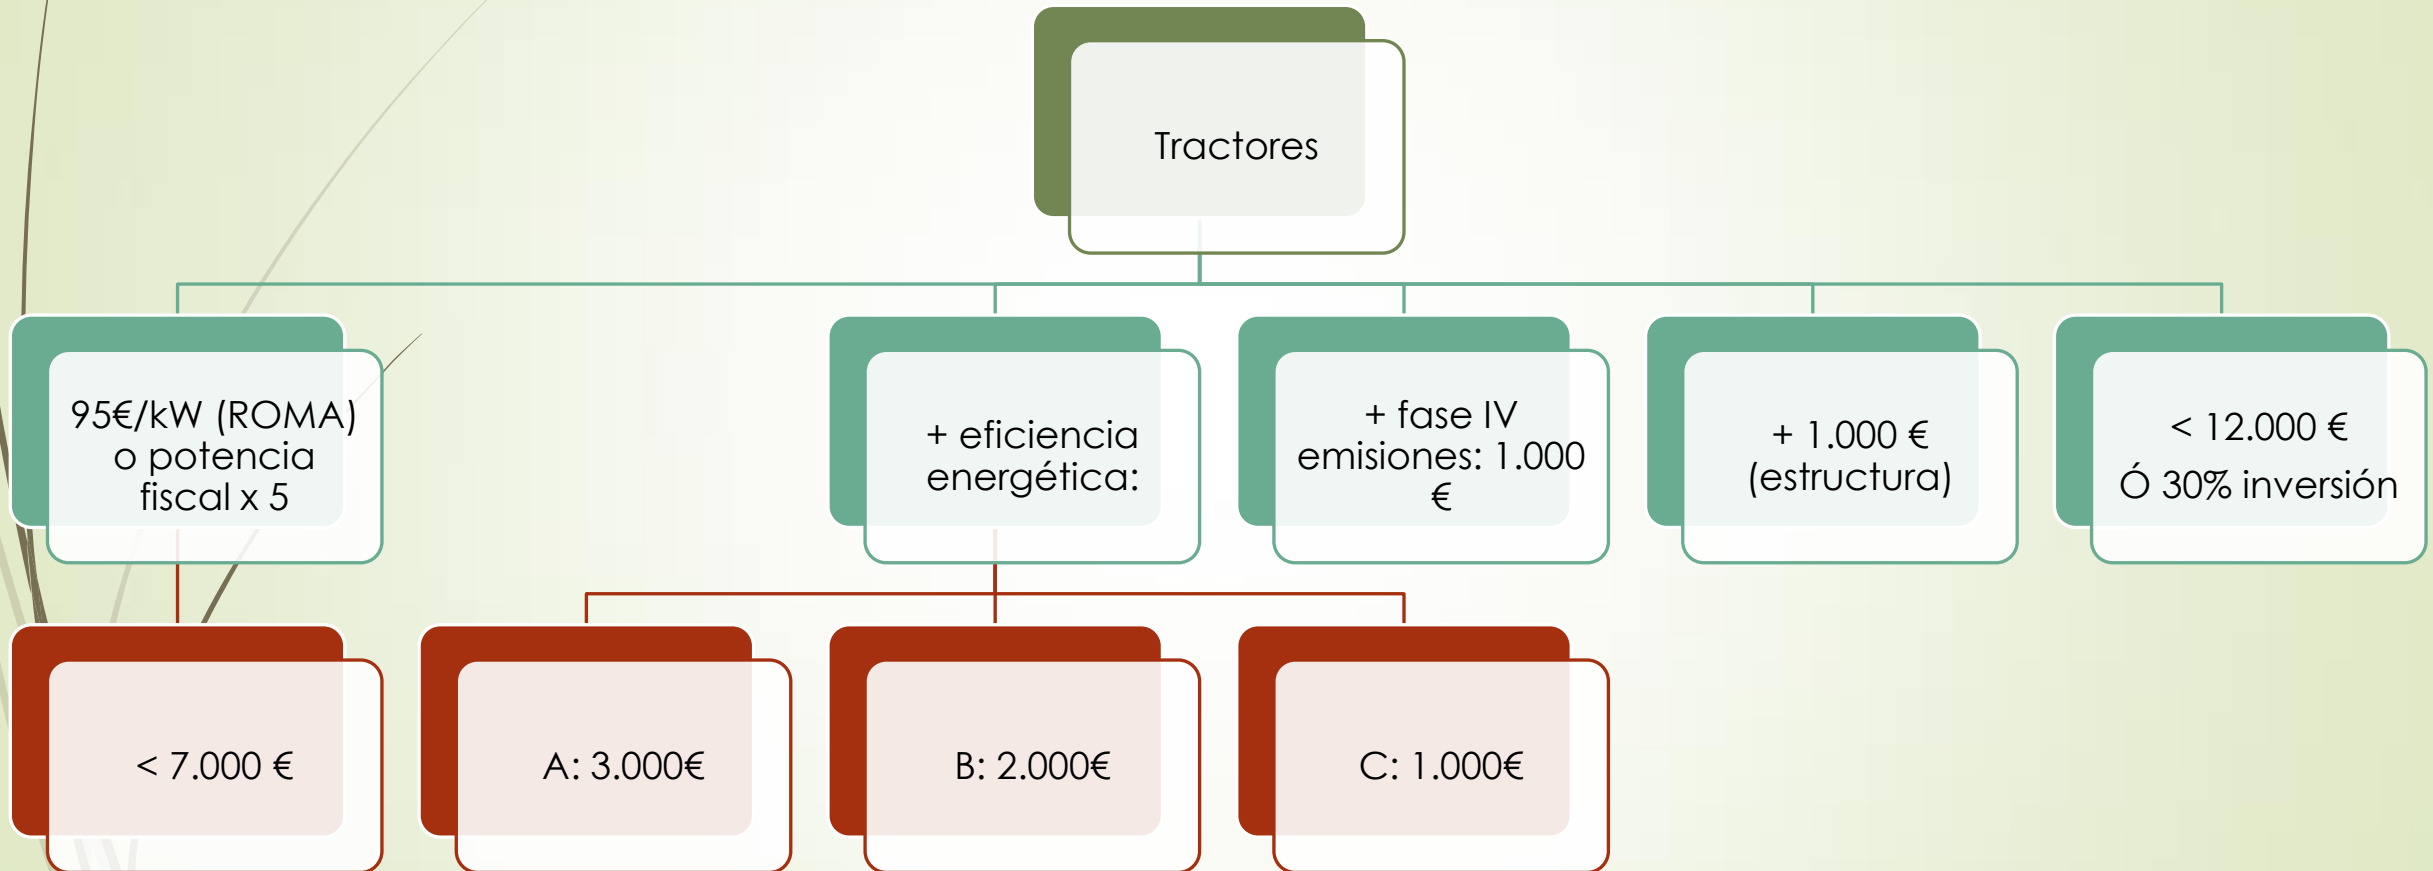 Tractores
95€/kW (ROMA)
o potencia
fiscal x 5
+ eficiencia
energética:
+ fase IV
emisiones: 1.000
€
+ 1.000 €
(estructura)
< 12.000 €
Ó 30% inversión
< 7.000 €
A: 3.000€
B: 2.000€
C: 1.000€